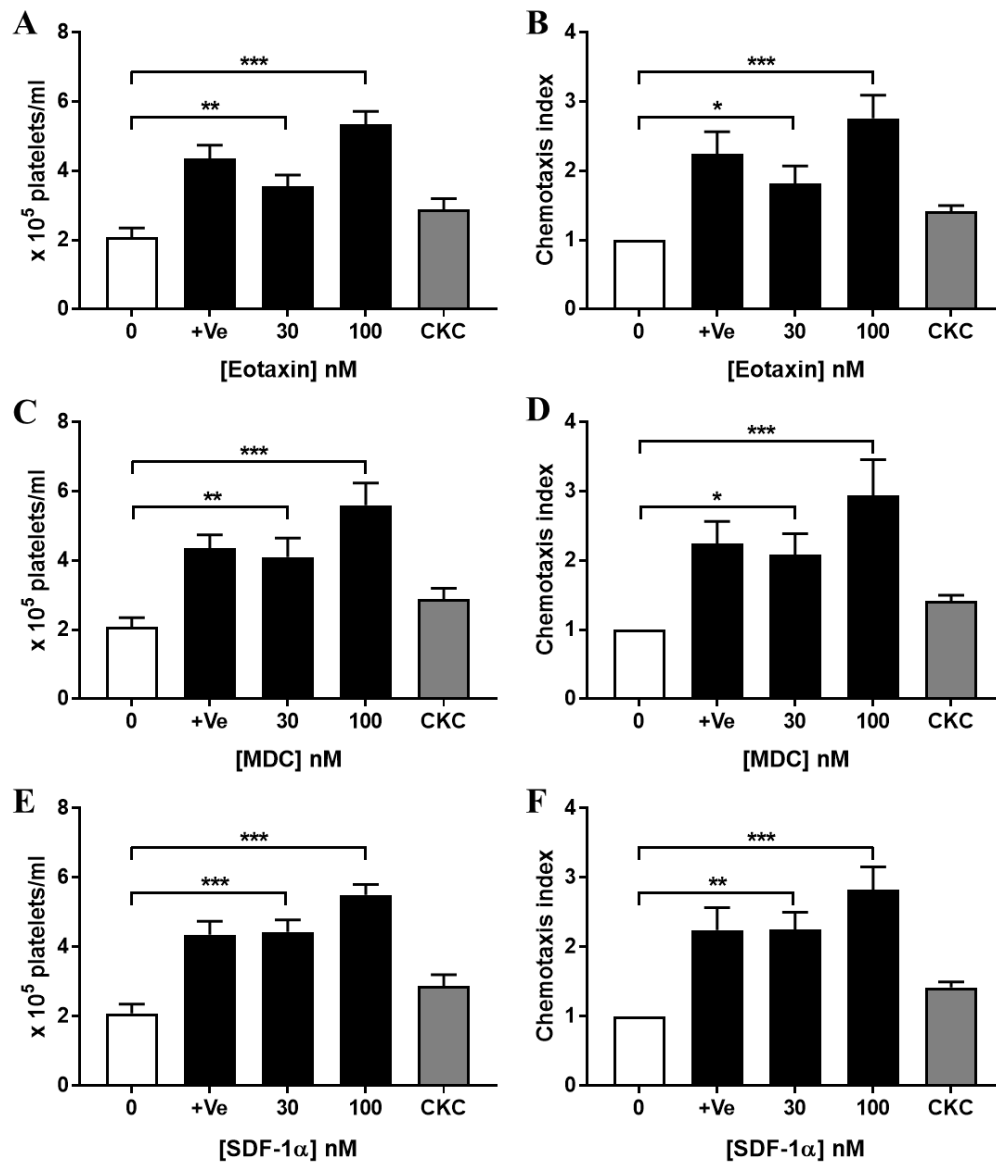 A
x 10⁵ platelets/ml
8
6
4
2
0
***
**
0 +Ve 30 100 CKC
[Eotaxin] nM
B
Chemotaxis index
4
3
2
1
0
***
*
0 +Ve 30 100 CKC
[Eotaxin] nM
C
x 10⁵ platelets/ml
8
6
4
2
0
***
**
0 +Ve 30 100 CKC
[MDC] nM
D
Chemotaxis index
4
3
2
1
0
***
*
0 +Ve 30 100 CKC
[MDC] nM
E
x 10⁵ platelets/ml
8
6
4
2
0
***
***
0 +Ve 30 100 CKC
[SDF-1α] nM
F
Chemotaxis index
4
3
2
1
0
***
**
0 +Ve 30 100 CKC
[SDF-1α] nM